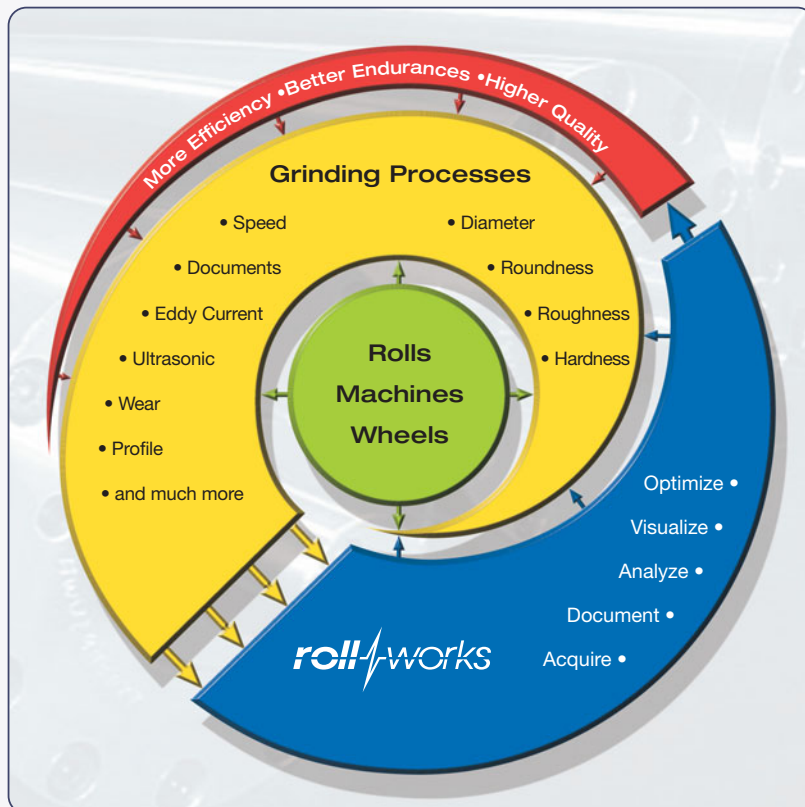 More Efficiency •Better Endurances •Higher Quality
Grinding Processes
• Speed
• Documents
• Eddy Current
• Ultrasonic
• Wear
• Profile
• and much more
• Diameter
• Roundness
• Roughness
• Hardness
Rolls
Machines
Wheels
Optimize •
Visualize •
Analyze •
Document •
Acquire •
roll works